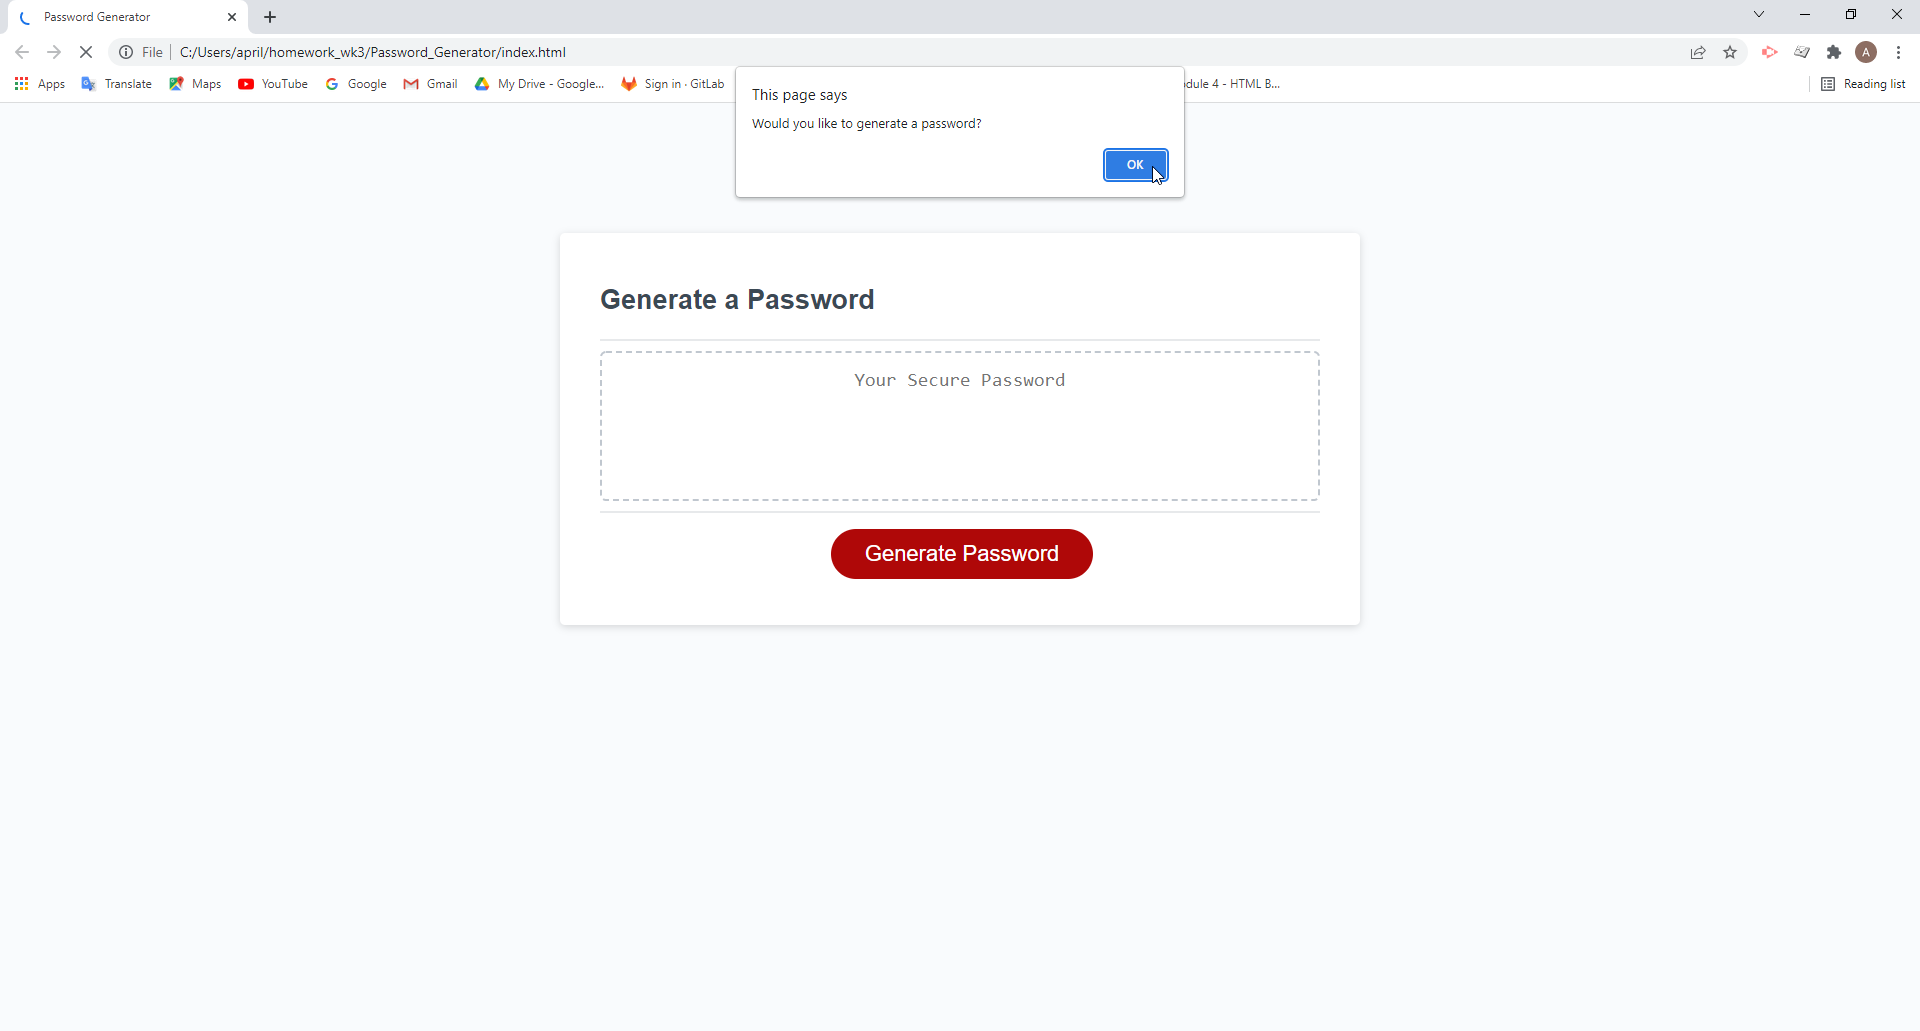 Password Generator
File C:/Users/april/homework_wk3/Password_Generator/index.html
A
Apps Translate Maps YouTube Google Gmail My Drive - Google... Sign in · GitLab dule 4 - HTML B... Reading list
This page says
Would you like to generate a password?
OK
Generate a Password
Your Secure Password
Generate Password